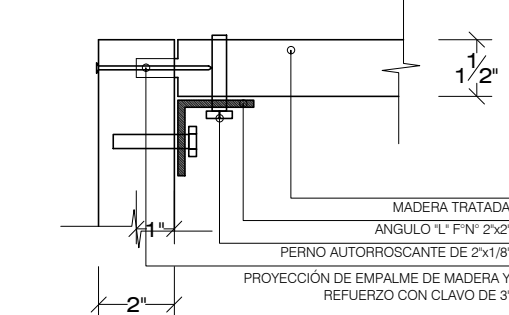 1 1/2"
MADERA TRATADA
ANGULO "L" F°N° 2"x2"
PERNO AUTORROSCANTE DE 2"x1/8"
PROYECCIÓN DE EMPALME DE MADERA Y
REFUERZO CON CLAVO DE 3"
1"
2"